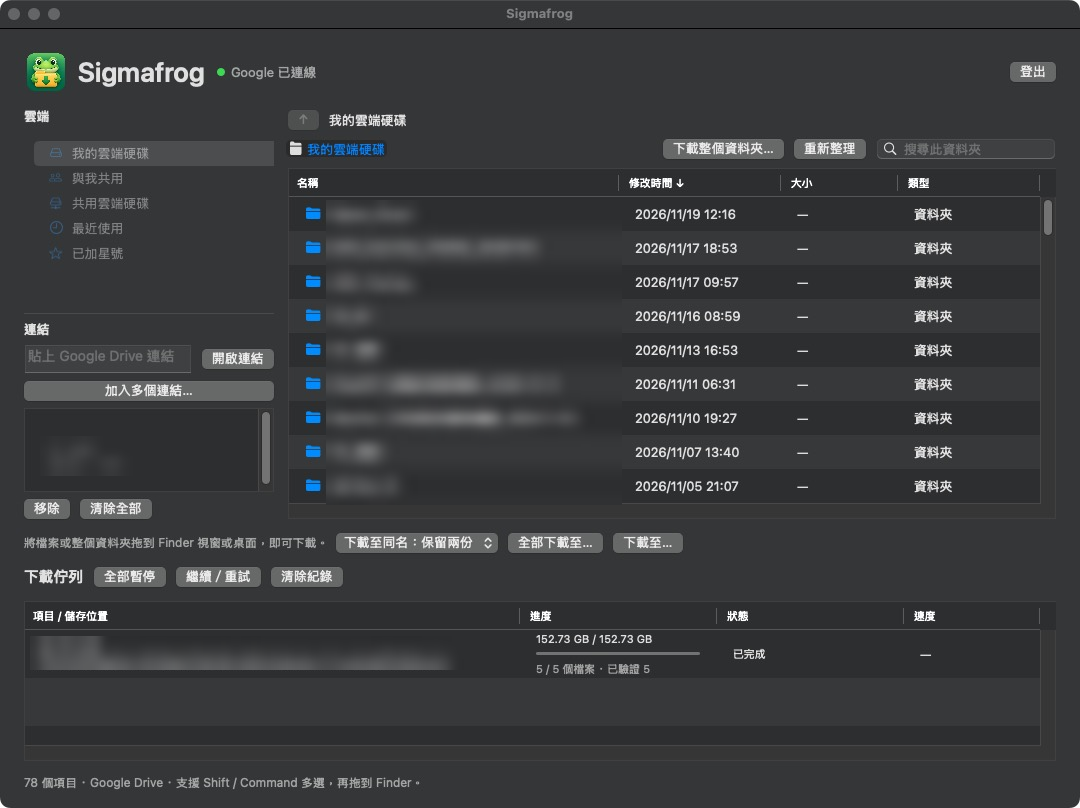 Sigmafrog
Sigmafrog
Google 已連線
登出
雲端
我的雲端硬碟
與我共用
共用雲端硬碟
最近使用
已加星號
連結
貼上 Google Drive 連結
開啟連結
加入多個連結...
移除
清除全部
↑ 我的雲端硬碟
我的雲端硬碟
下載整個資料夾...
重新整理
搜尋此資料夾
名稱 修改時間 ↓ 大小 類型
2026/11/19 12:16 — 資料夾
2026/11/17 18:53 — 資料夾
2026/11/17 09:57 — 資料夾
2026/11/16 08:59 — 資料夾
2026/11/13 16:53 — 資料夾
2026/11/11 06:31 — 資料夾
2026/11/10 19:27 — 資料夾
2026/11/07 13:40 — 資料夾
2026/11/05 21:07 — 資料夾
將檔案或整個資料夾拖到 Finder 視窗或桌面，即可下載。
下載至同名：保留兩份
全部下載至...
下載至...
下載佇列
全部暫停
繼續 / 重試
清除紀錄
項目 / 儲存位置 進度 狀態 速度
152.73 GB / 152.73 GB
5 / 5 個檔案・已驗證 5
已完成
—
78 個項目・Google Drive・支援 Shift / Command 多選，再拖到 Finder。